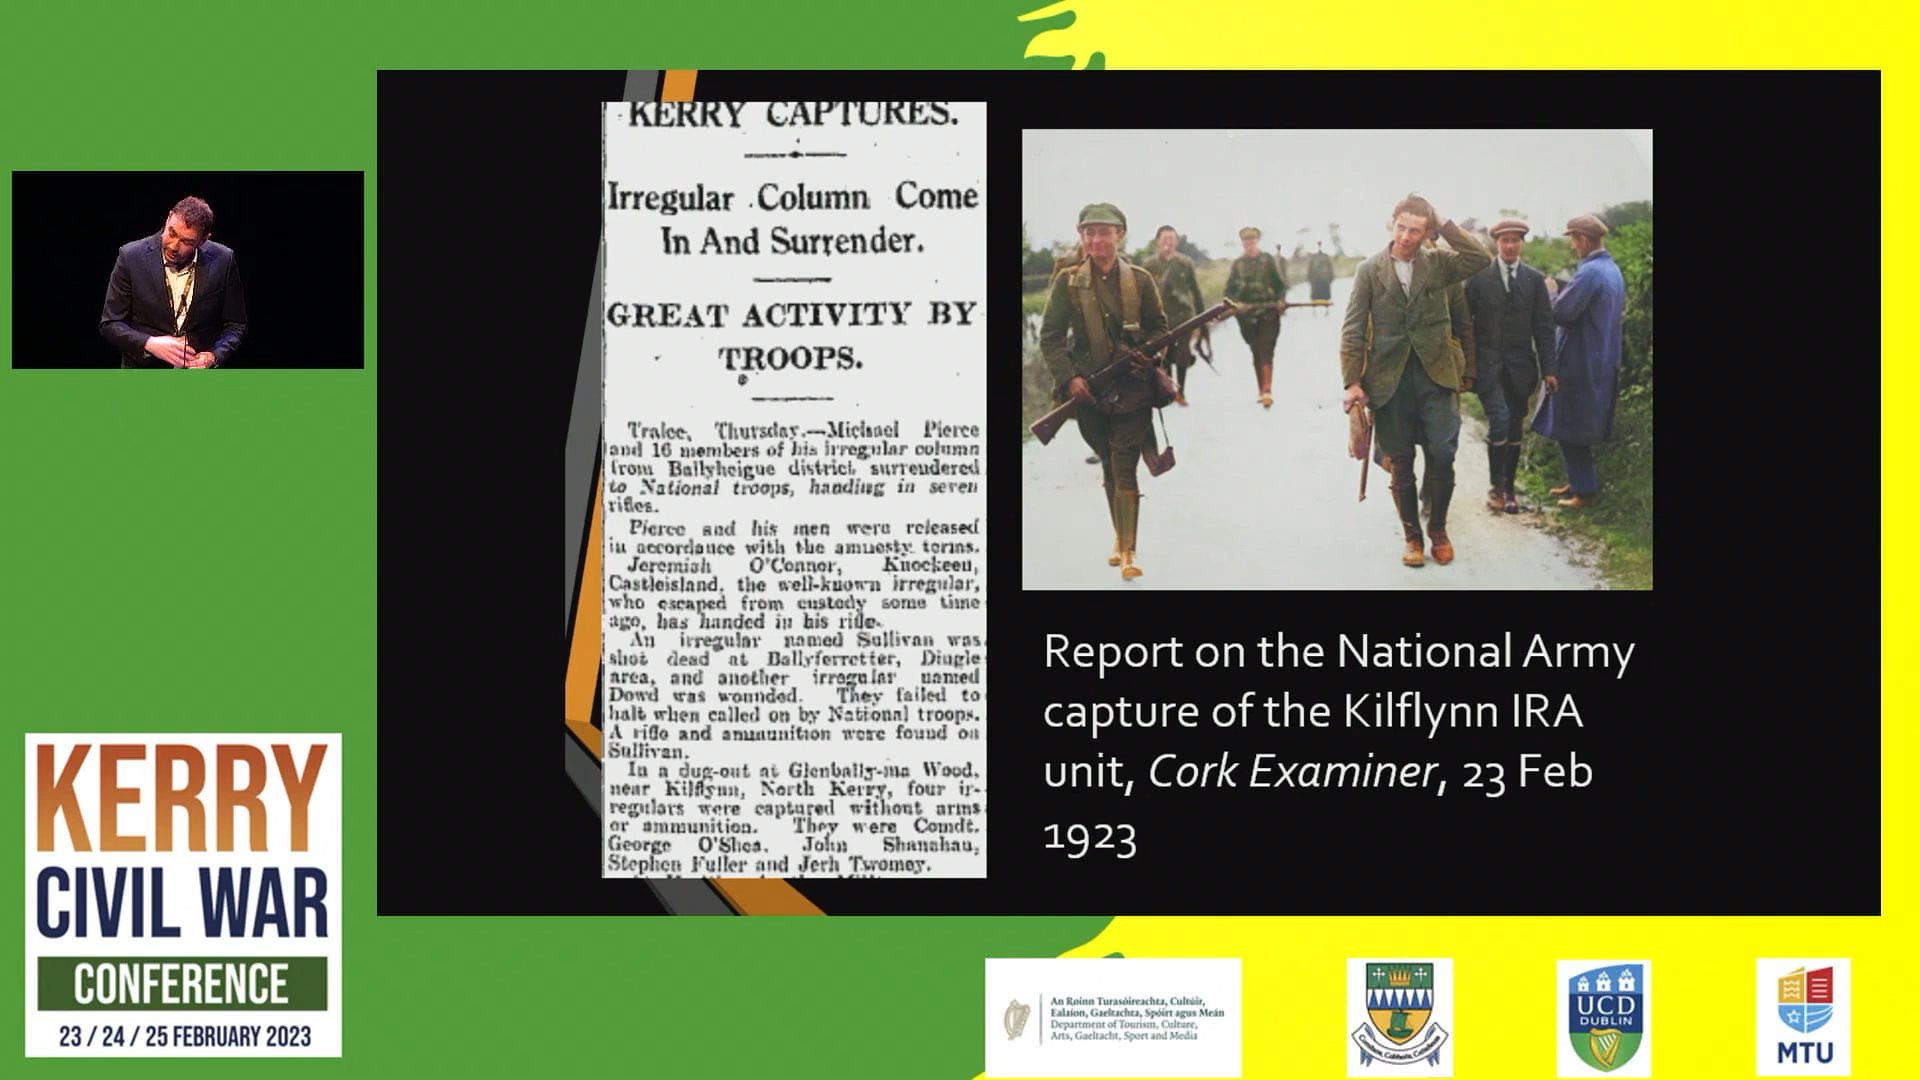 KERRY CAPTURES.
Irregular Column Come
In And Surrender.
GREAT ACTIVITY BY
TROOPS.
Tralee, Thursday.—Michael Pierce
and 16 members of his irregular column
from Ballyheigue district surrendered
to National troops, handing in seven
rifles.
Pierce and his men were released
in accordance with the amnesty terms.
Jeremiah O'Connor, Knockeen,
Castleisland, the well-known irregular,
who escaped from custody some time
ago, has handed in his rifle.
An irregular named Sullivan was
shot dead at Ballyferretter, Dingle
area, and another irregular named
Dowd was wounded. They failed to
halt when called on by National troops.
A rifle and ammunition were found on
Sullivan.
In a dug-out at Glenbally-ma Wood,
near Kilflynn, North Kerry, four ir-
regulars were captured without arms
or ammunition. They were Comdt.
George O'Shea, John Shanahan,
Stephen Fuller and Jerh Twomey.
Report on the National Army
capture of the Kilflynn IRA
unit, Cork Examiner, 23 Feb
1923
KERRY
CIVIL WAR
CONFERENCE
23 / 24 / 25 FEBRUARY 2023
An Roinn Turasóireachta, Cultúir,
Ealaíon, Gaeltachta, Spóirt agus Meán
Department of Tourism, Culture,
Arts, Gaeltacht, Sport and Media
UCD
DUBLIN
MTU